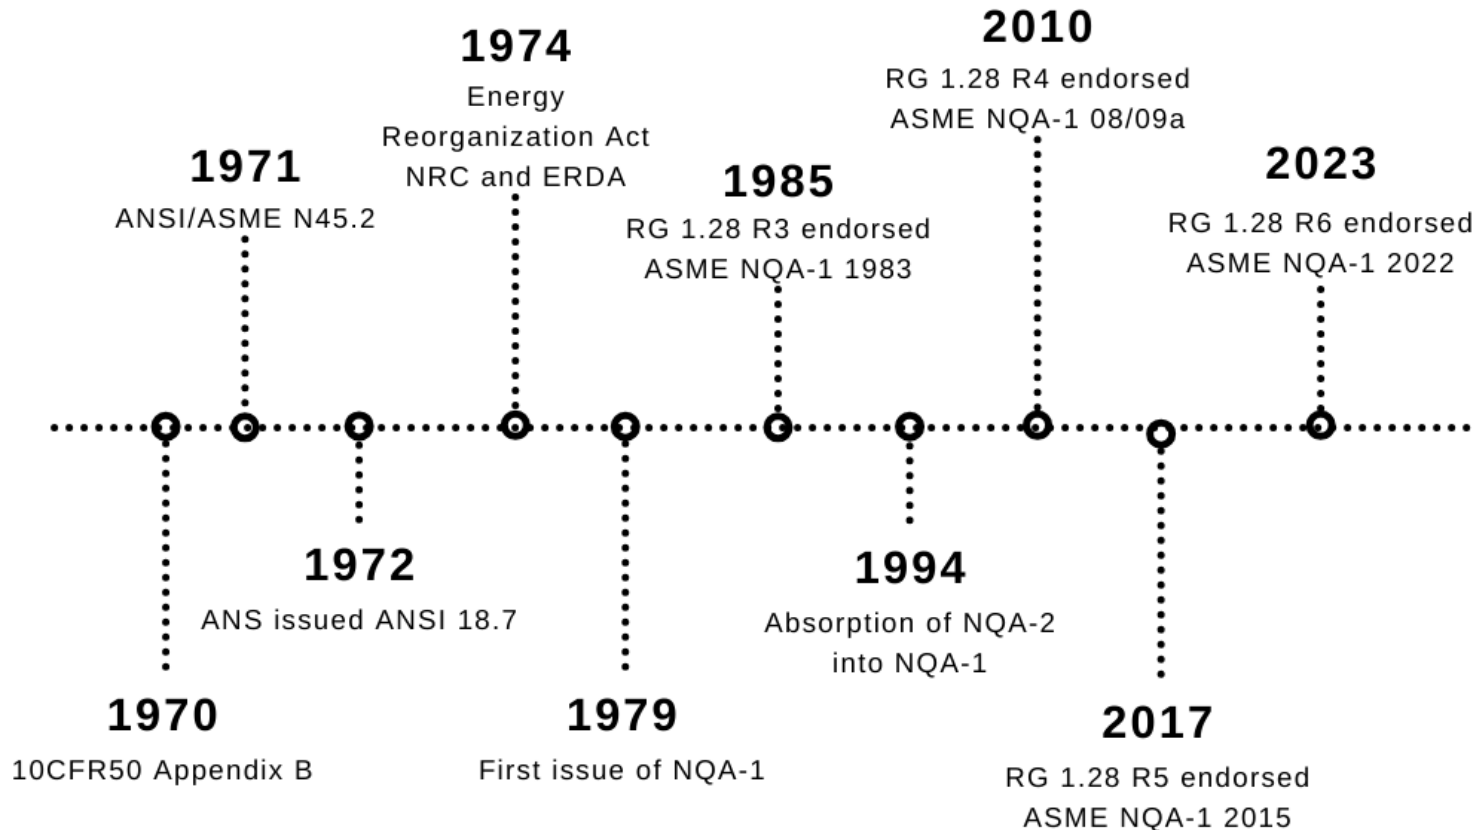 1970
10CFR50 Appendix B
1971
ANSI/ASME N45.2
1972
ANS issued ANSI 18.7
1974
Energy
Reorganization Act
NRC and ERDA
1979
First issue of NQA-1
1985
RG 1.28 R3 endorsed
ASME NQA-1 1983
1994
Absorption of NQA-2
into NQA-1
2010
RG 1.28 R4 endorsed
ASME NQA-1 08/09a
2017
RG 1.28 R5 endorsed
ASME NQA-1 2015
2023
RG 1.28 R6 endorsed
ASME NQA-1 2022